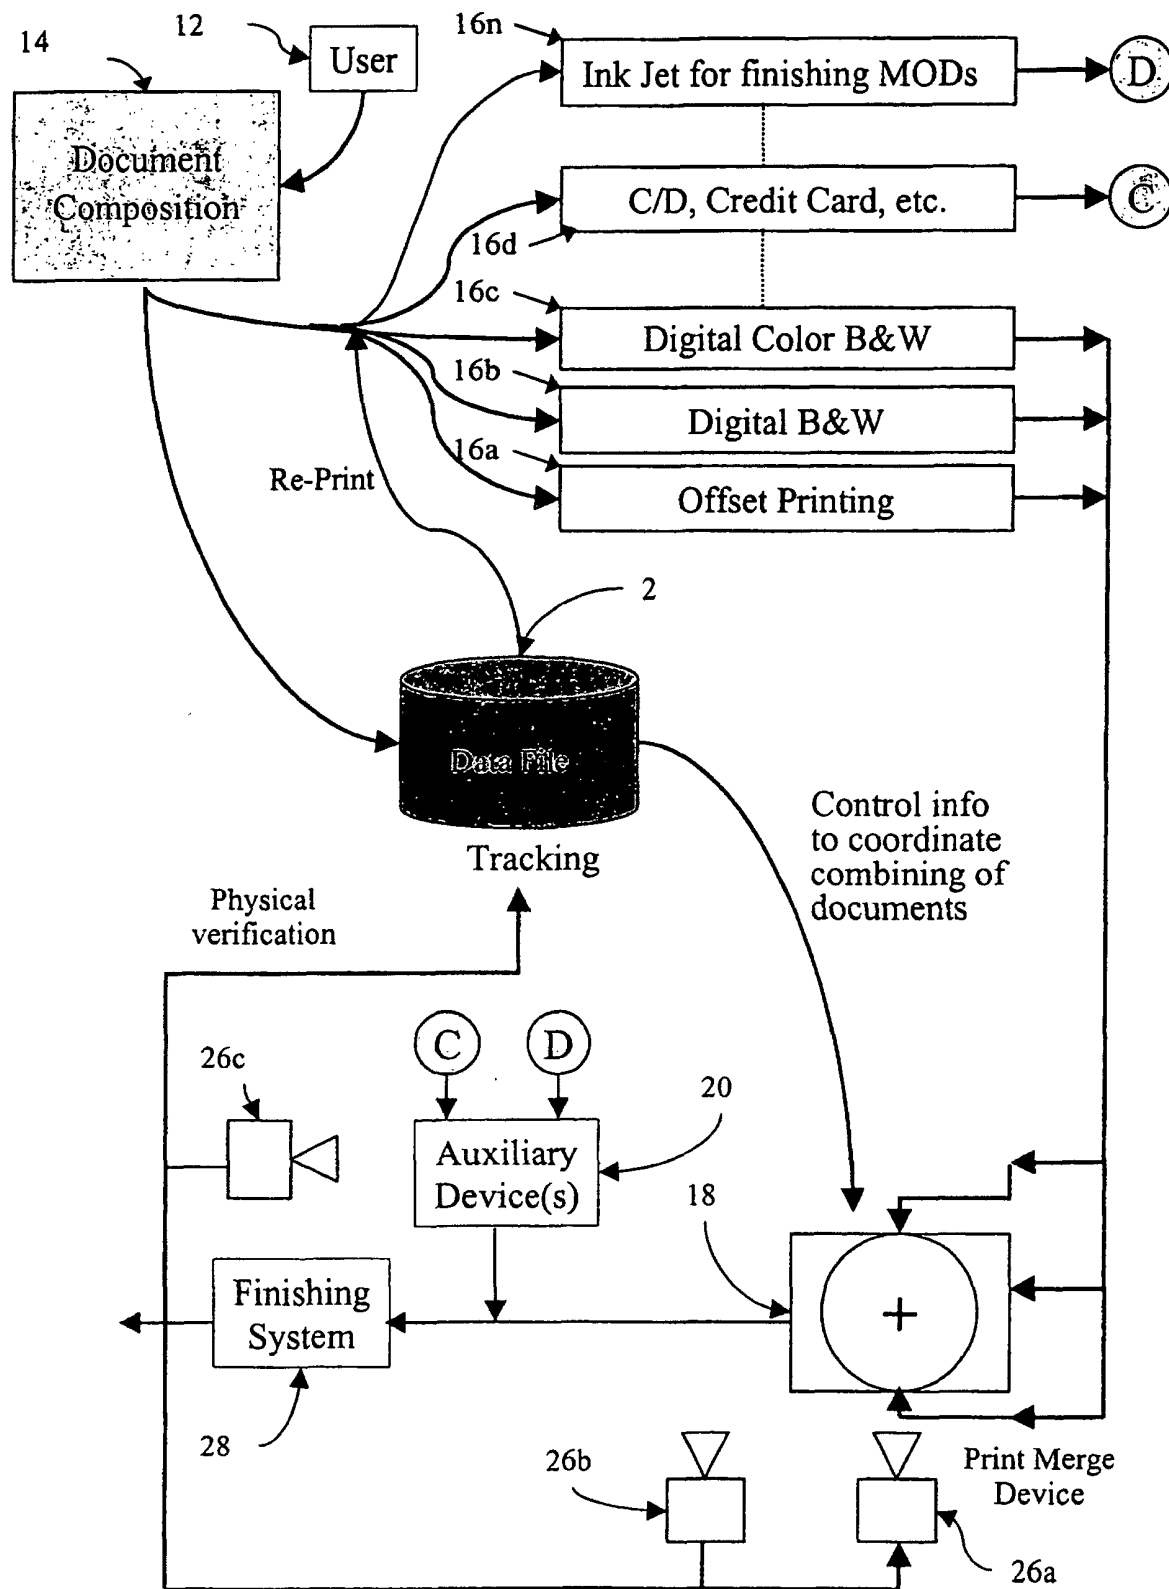 14
12
User
Document
Composition
16n
Ink Jet for finishing MODs
D
C/D, Credit Card, etc.
C
16d
16c
Digital Color B&W
16b
Digital B&W
16a
Offset Printing
Re-Print
2
Data File
Tracking
Control info
to coordinate
combining of
documents
Physical
verification
C
D
26c
Auxiliary
Device(s)
20
18
+
Finishing
System
28
26b
Print Merge
Device
26a